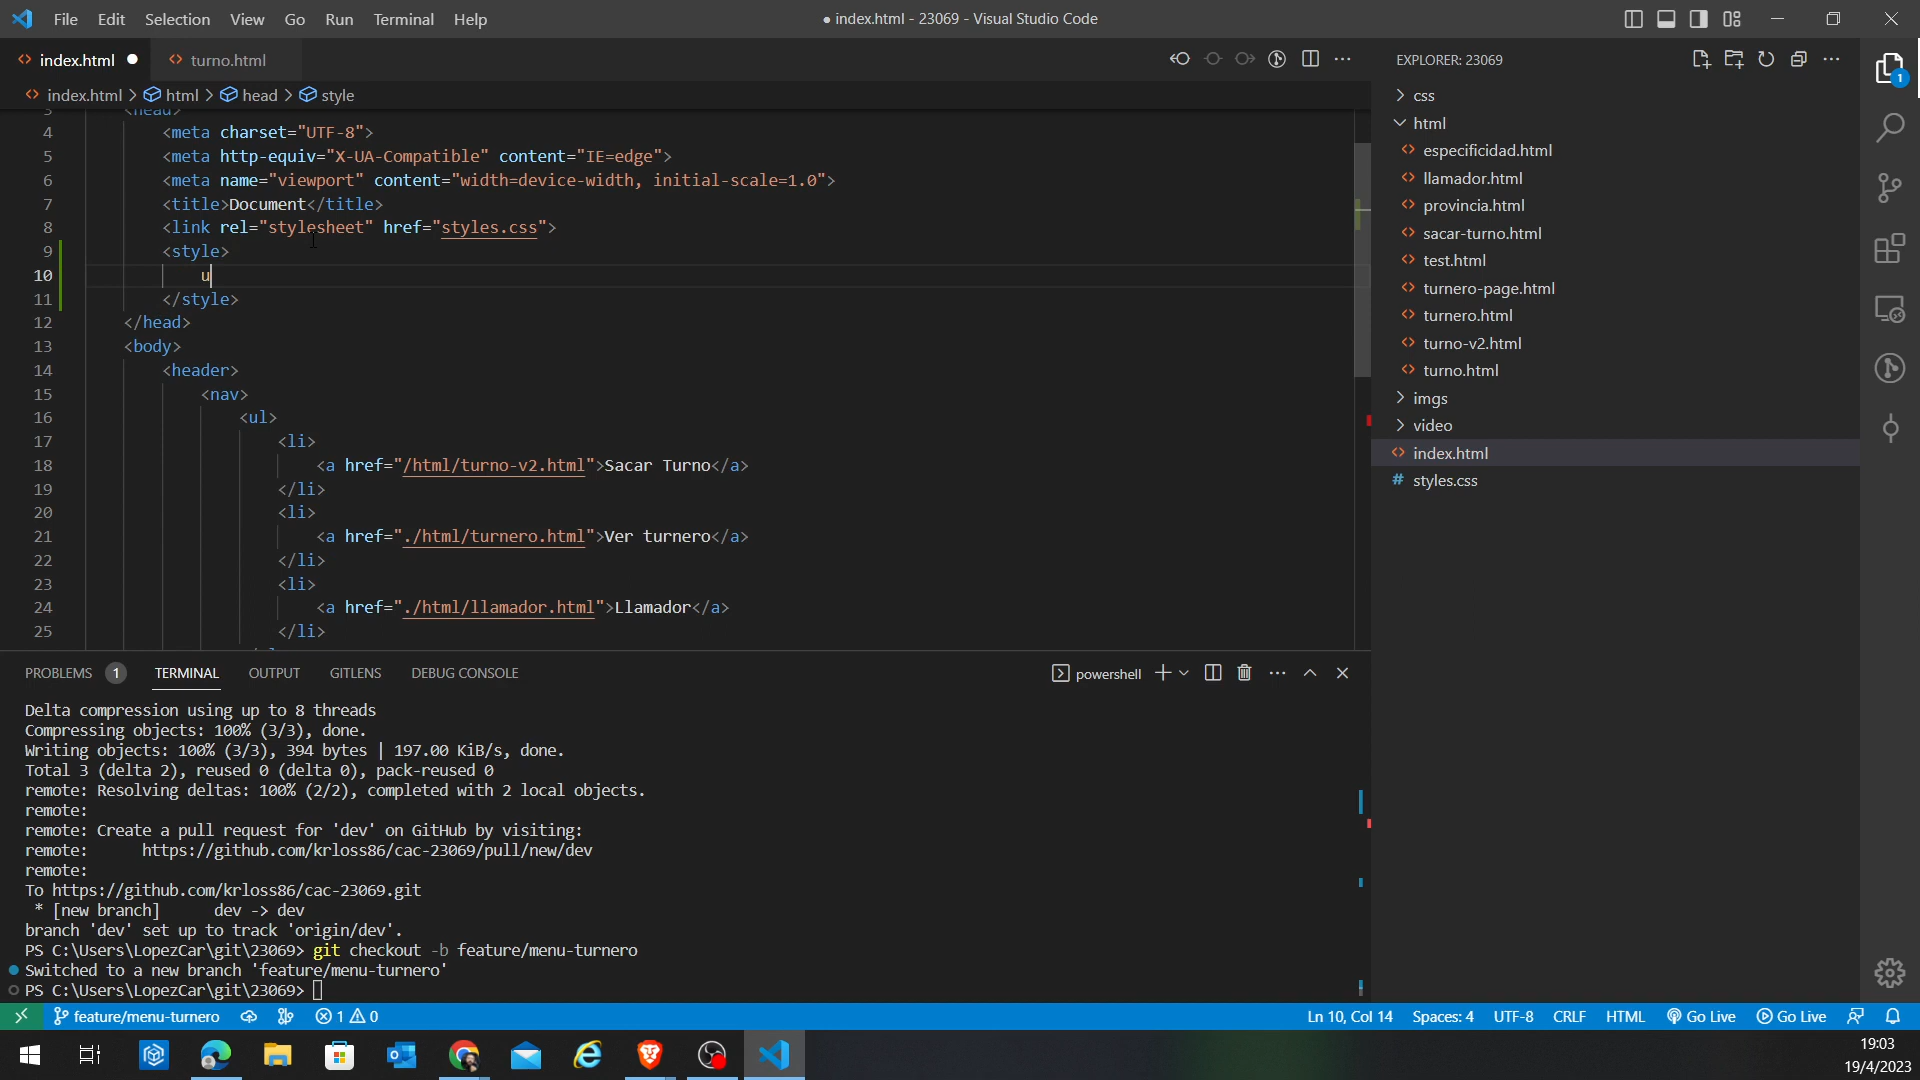 File Edit Selection View Go Run Terminal Help
● index.html - 23069 - Visual Studio Code
index.html ●
turno.html
index.html > html > head > style
3 <head>
4 <meta charset="UTF-8">
5 <meta http-equiv="X-UA-Compatible" content="IE=edge">
6 <meta name="viewport" content="width=device-width, initial-scale=1.0">
7 <title>Document</title>
8 <link rel="stylesheet" href="styles.css">
9 <style>
10 u
11 </style>
12 </head>
13 <body>
14 <header>
15 <nav>
16 <ul>
17 <li>
18 <a href="/html/turno-v2.html">Sacar Turno</a>
19 </li>
20 <li>
21 <a href="./html/turnero.html">Ver turnero</a>
22 </li>
23 <li>
24 <a href="./html/llamador.html">Llamador</a>
25 </li>
EXPLORER: 23069
css
html
especificidad.html
llamador.html
provincia.html
sacar-turno.html
test.html
turnero-page.html
turnero.html
turno-v2.html
turno.html
imgs
video
index.html
# styles.css
1
PROBLEMS 1 TERMINAL OUTPUT GITLENS DEBUG CONSOLE
powershell
Delta compression using up to 8 threads
Compressing objects: 100% (3/3), done.
Writing objects: 100% (3/3), 394 bytes | 197.00 KiB/s, done.
Total 3 (delta 2), reused 0 (delta 0), pack-reused 0
remote: Resolving deltas: 100% (2/2), completed with 2 local objects.
remote:
remote: Create a pull request for 'dev' on GitHub by visiting:
remote:      https://github.com/krloss86/cac-23069/pull/new/dev
remote:
To https://github.com/krloss86/cac-23069.git
 * [new branch]      dev -> dev
branch 'dev' set up to track 'origin/dev'.
PS C:\Users\LopezCar\git\23069> git checkout -b feature/menu-turnero
Switched to a new branch 'feature/menu-turnero'
PS C:\Users\LopezCar\git\23069>
feature/menu-turnero
1 0
Ln 10, Col 14 Spaces: 4 UTF-8 CRLF HTML Go Live Go Live
19:03
19/4/2023